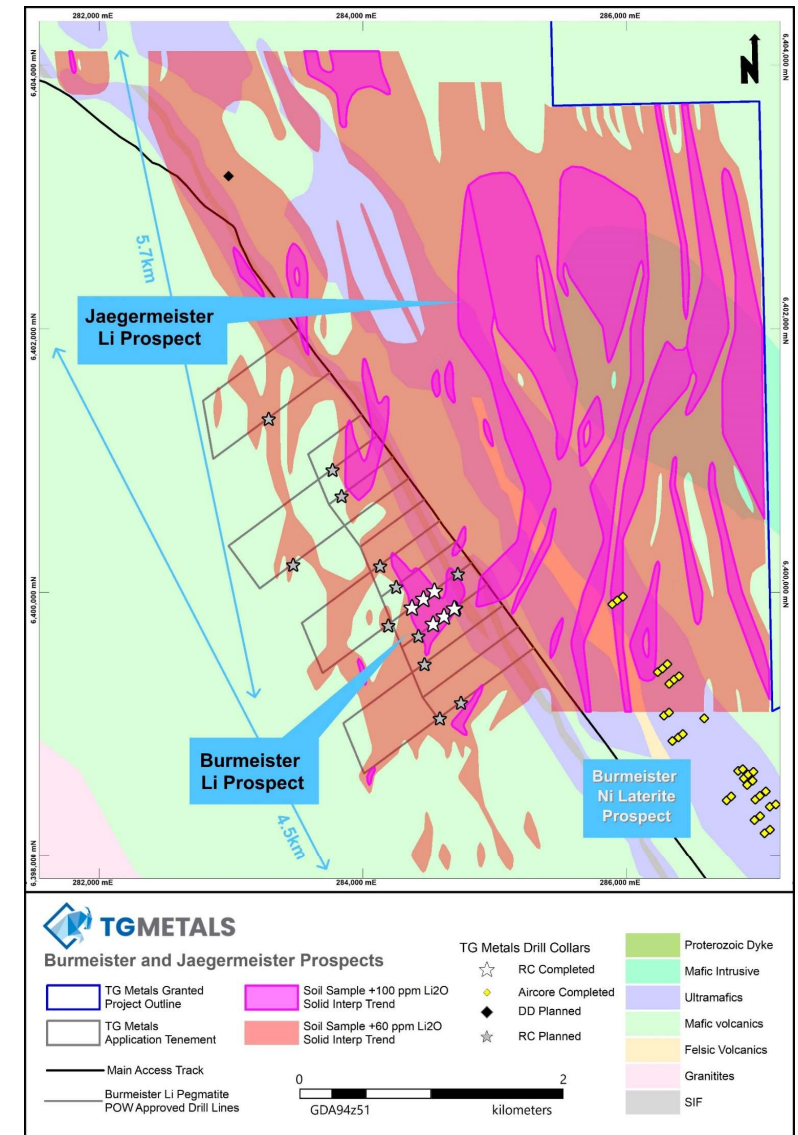 282,000 mE
284,000 mE
286,000 mE
6,404,000 mN
6,404,000 mN
N
5.7km
Jaegermeister
Li Prospect
6,402,000 mN
6,402,000 mN
6,400,000 mN
6,400,000 mN
Burmeister
Li Prospect
Burmeister
Ni Laterite
Prospect
4.5km
6,398,000 mN
6,398,000 mN
282,000 mE
284,000 mE
286,000 mE
TGMETALS
Burmeister and Jaegermeister Prospects
TG Metals Granted
Project Outline
TG Metals
Application Tenement
Main Access Track
Burmeister Li Pegmatite
POW Approved Drill Lines
Soil Sample +100 ppm Li2O
Solid Interp Trend
Soil Sample +60 ppm Li2O
Solid Interp Trend
0
2
GDA94z51
kilometers
TG Metals Drill Collars
RC Completed
Aircore Completed
DD Planned
RC Planned
Proterozoic Dyke
Mafic Intrusive
Ultramafics
Mafic volcanics
Felsic Volcanics
Granitites
SIF